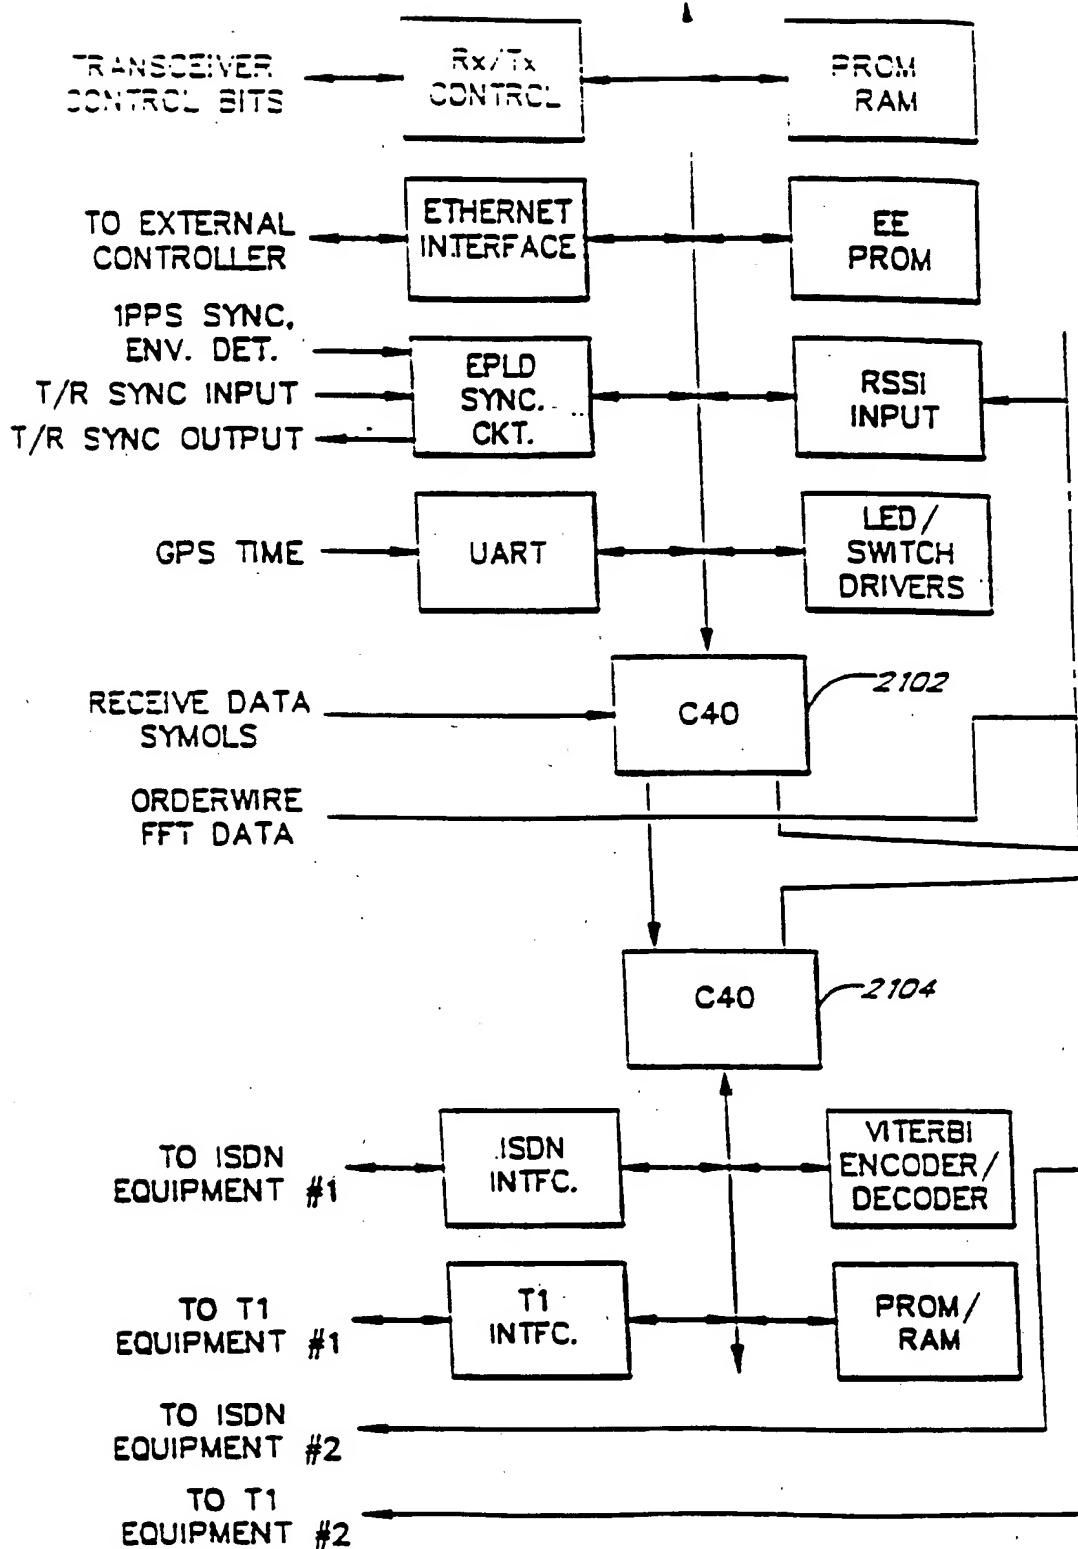 TRANSCEIVER
CONTROL BITS
Rx/Tx
CONTROL
PROM
RAM
TO EXTERNAL
CONTROLLER
ETHERNET
INTERFACE
EE
PROM
1PPS SYNC,
ENV. DET.
T/R SYNC INPUT
T/R SYNC OUTPUT
EPLD
SYNC.
CKT.
RSSI
INPUT
GPS TIME
UART
LED/
SWITCH
DRIVERS
RECEIVE DATA
SYMOLS
C40
2102
ORDERWIRE
FFT DATA
C40
2104
TO ISDN
EQUIPMENT #1
ISDN
INTFC.
VITERBI
ENCODER/
DECODER
TO T1
EQUIPMENT #1
T1
INTFC.
PROM/
RAM
TO ISDN
EQUIPMENT #2
TO T1
EQUIPMENT #2